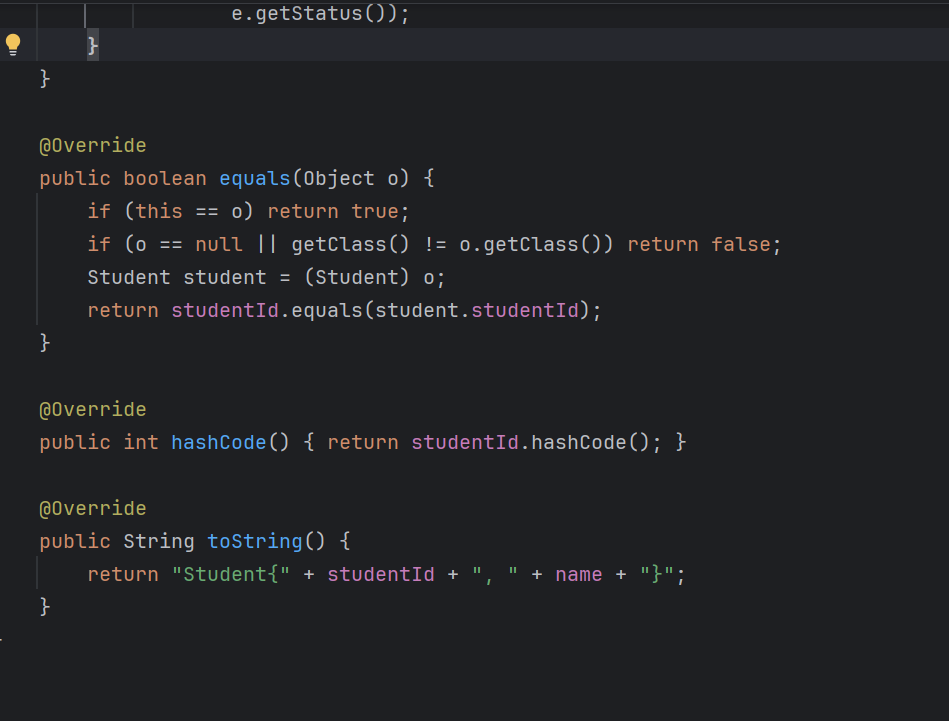 e.getStatus());
}
}
@Override
public boolean equals(Object o) {
if (this == o) return true;
if (o == null || getClass() != o.getClass()) return false;
Student student = (Student) o;
return studentId.equals(student.studentId);
}
@Override
public int hashCode() { return studentId.hashCode(); }
@Override
public String toString() {
return "Student{" + studentId + ", " + name + "}";
}